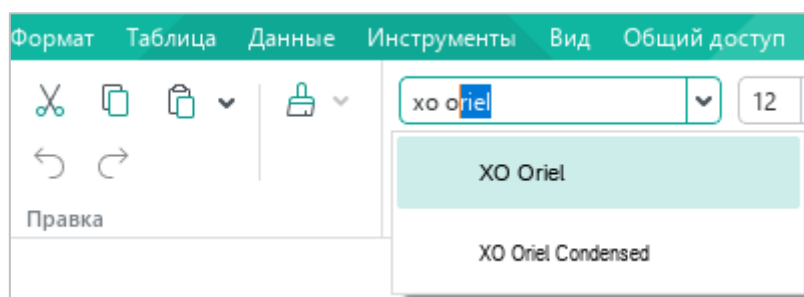 Формат Таблица Данные Инструменты Вид Общий доступ
xo oriel 12
XO Oriel
Правка
XO Oriel Condensed